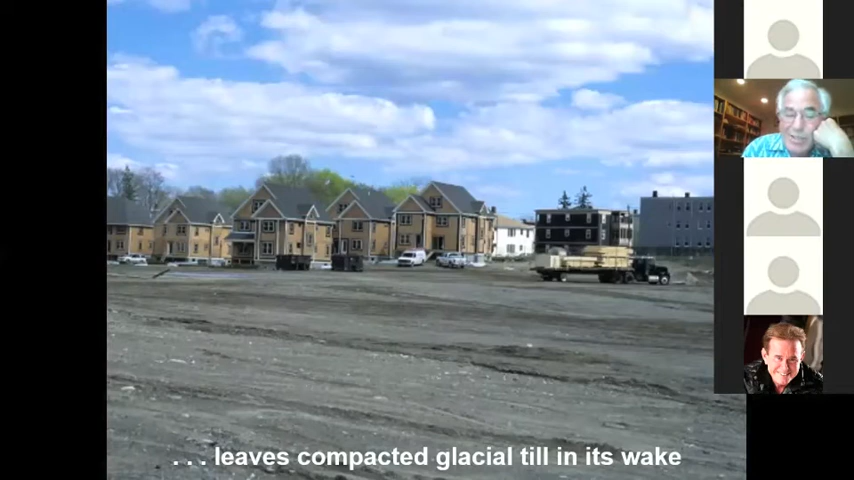 . . . leaves compacted glacial till in its wake